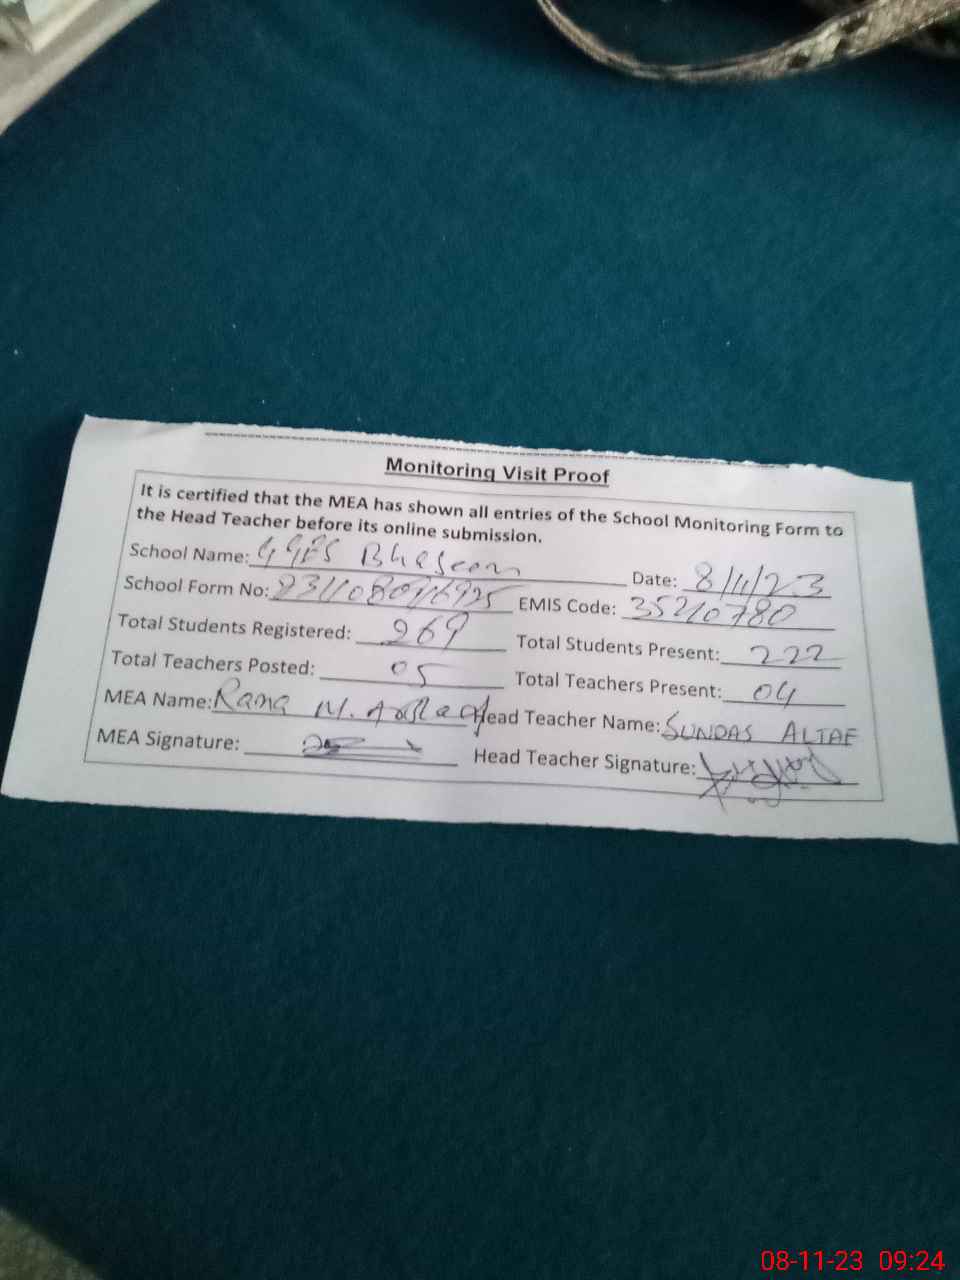 Monitoring Visit Proof
It is certified that the MEA has shown all entries of the School Monitoring Form to
the Head Teacher before its online submission.
School Name: GGES Bhaseen Date: 8/11/23
School Form No: EMIS Code: 35210780
Total Students Registered: 269 Total Students Present: 222
Total Teachers Posted: 05 Total Teachers Present: 04
MEA Name: Rana M. Head Teacher Name: SUNDAS ALTAF
MEA Signature: Head Teacher Signature:
08-11-23 09:24